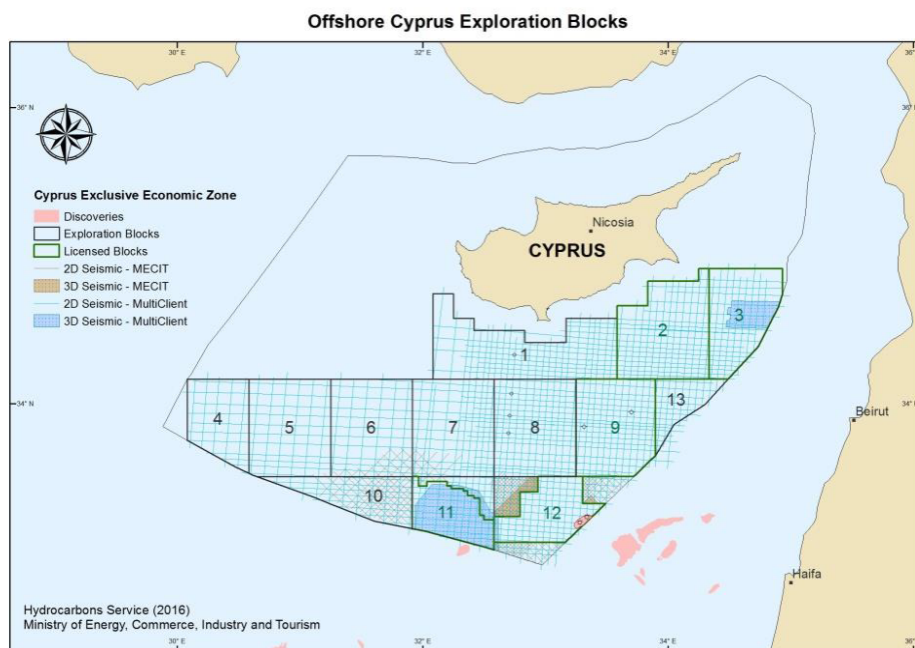 Offshore Cyprus Exploration Blocks
30° E
32° E
34° E
36° N
Cyprus Exclusive Economic Zone
Discoveries
Exploration Blocks
Licensed Blocks
2D Seismic - MECIT
3D Seismic - MECIT
2D Seismic - MultiClient
3D Seismic - MultiClient
Nicosia
CYPRUS
1
2
3
34° N
34° N
4
5
6
7
8
9
13
Beirut
10
11
12
Haifa
Hydrocarbons Service (2016)
Ministry of Energy, Commerce, Industry and Tourism
30° E
32° E
34° E